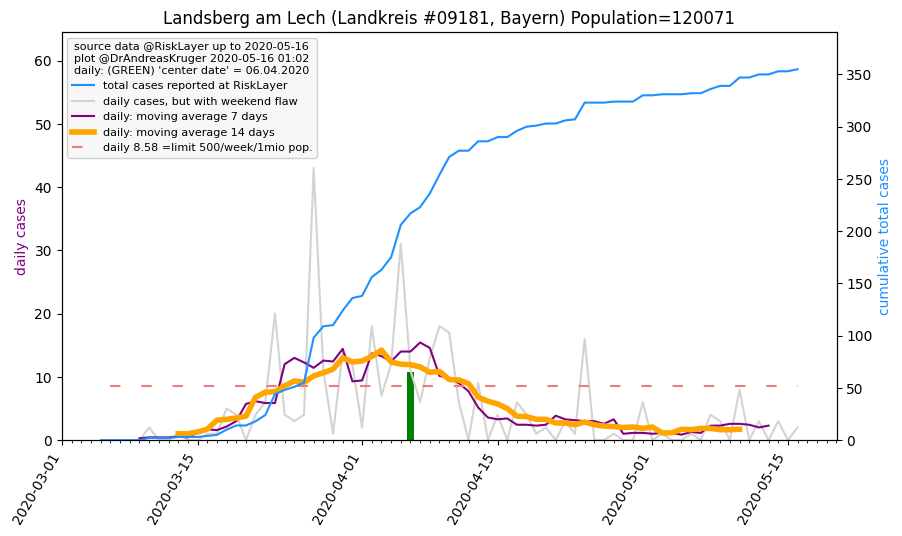 Landsberg am Lech (Landkreis #09181, Bayern) Population=120071
source data @RiskLayer up to 2020-05-16
plot @DrAndreasKruger 2020-05-16 01:02
daily: (GREEN) 'center date' = 06.04.2020
total cases reported at RiskLayer
daily cases, but with weekend flaw
daily: moving average 7 days
daily: moving average 14 days
daily 8.58 =limit 500/week/1mio pop.
daily cases
60
50
40
30
20
10
0
cumulative total cases
350
300
250
200
150
100
50
0
2020-03-01
2020-03-15
2020-04-01
2020-04-15
2020-05-01
2020-05-15